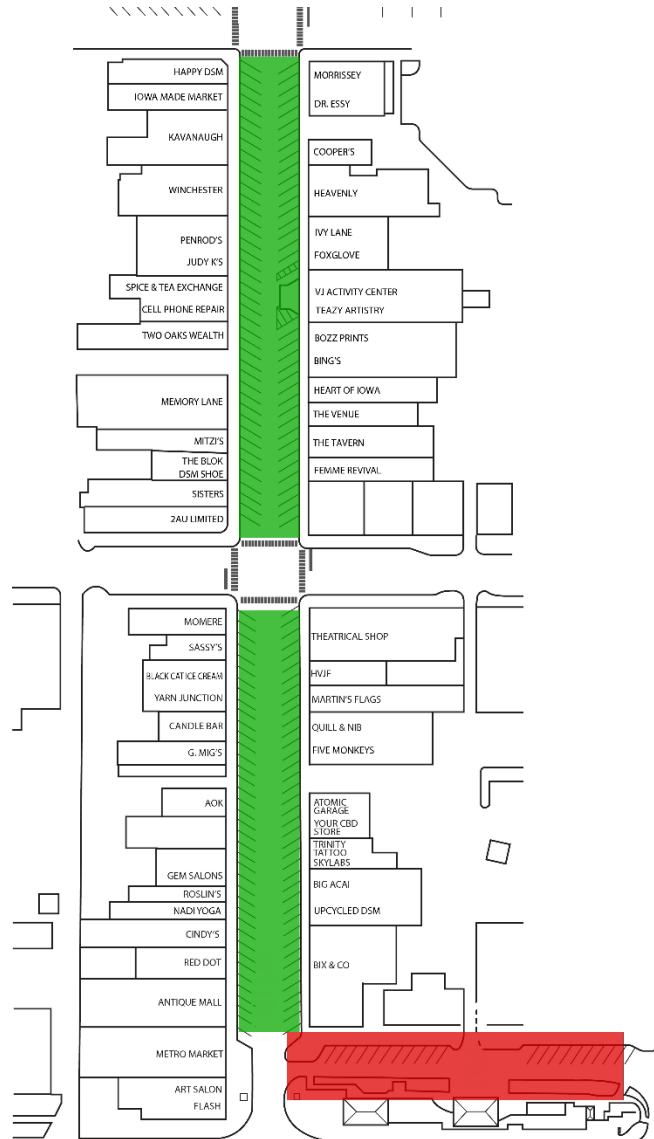 HAPPY DSM
IOWA MADE MARKET
KAVANAUGH
WINCHESTER
PENROD'S
JUDY K'S
SPICE & TEA EXCHANGE
CELL PHONE REPAIR
TWO OAKS WEALTH
MEMORY LANE
MITZI'S
THE BLOK
DSM SHOE
SISTERS
2AU LIMITED
MORRISSEY
DR. ESSY
COOPER'S
HEAVENLY
IVY LANE
FOXGLOVE
VJ ACTIVITY CENTER
TEAZY ARTISTRY
BOZZ PRINTS
BING'S
HEART OF IOWA
THE VENUE
THE TAVERN
FEMME REVIVAL
MOMERE
SASSY'S
BLACK CAT ICE CREAM
YARN JUNCTION
CANDLE BAR
G. MIG'S
AOK
GEM SALONS
ROSLIN'S
NADI YOGA
CINDY'S
RED DOT
ANTIQUE MALL
METRO MARKET
ART SALON
FLASH
THEATRICAL SHOP
HVJF
MARTIN'S FLAGS
QUILL & NIB
FIVE MONKEYS
ATOMIC
GARAGE
YOUR CBD
STORE
TRINITY
TATTOO
SKYLABS
BIG ACAI
UPCYCLED DSM
BIX & CO